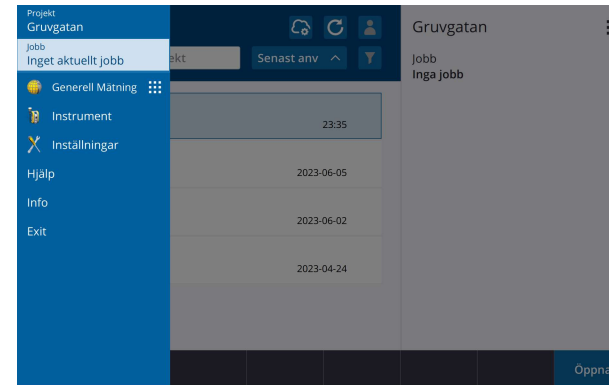 Projekt
Gruvgatan
Jobb
Inget aktuellt jobb
Generell Mätning
Instrument
Inställningar
Hjälp
Info
Exit
ekt
Senast anv
23:35
2023-06-05
2023-06-02
2023-04-24
Gruvgatan
Jobb
Inga jobb
Öppna